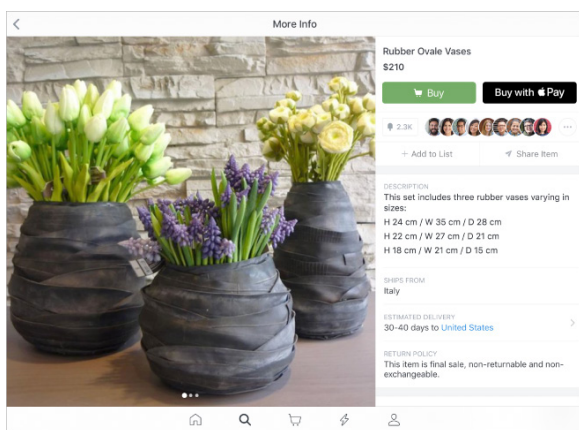 More Info
Rubber Ovale Vases
$210
Buy
Buy with Pay
2.3K
+ Add to List
Share Item
DESCRIPTION
This set includes three rubber vases varying in
sizes:
H 24 cm / W 35 cm / D 28 cm
H 22 cm / W 27 cm / D 21 cm
H 18 cm / W 21 cm / D 15 cm
SHIPS FROM
Italy
ESTIMATED DELIVERY
30-40 days to United States
RETURN POLICY
This item is final sale, non-returnable and non-
exchangeable.